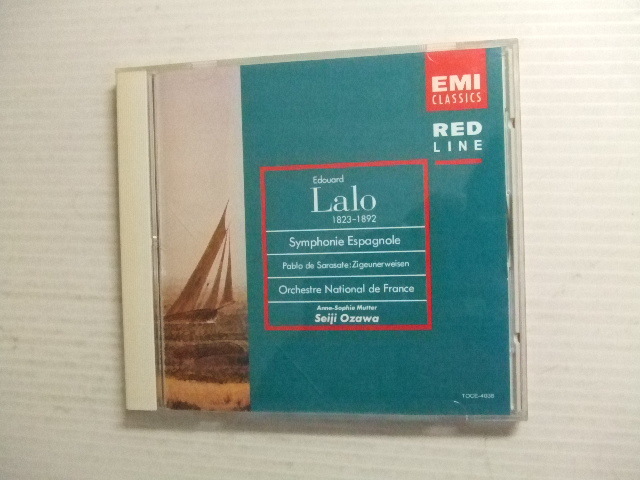 EMI
CLASSICS
RED
LINE
Edouard
Lalo
1823-1892
Symphonie Espagnole
Pablo de Sarasate: Zigeunerweisen
Orchestre National de France
Anne-Sophie Mutter
Seiji Ozawa